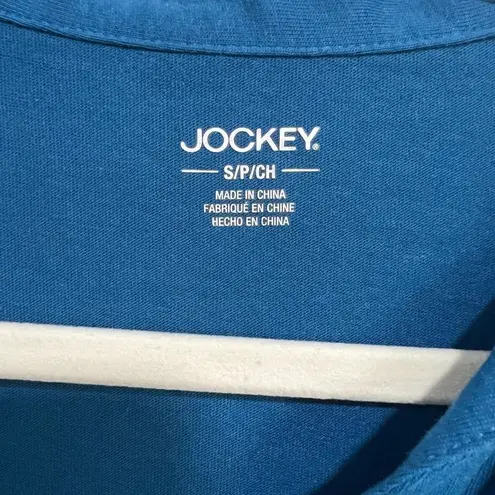 JOCKEY®
S/P/CH
MADE IN CHINA
FABRIQUÉ EN CHINE
HECHO EN CHINA